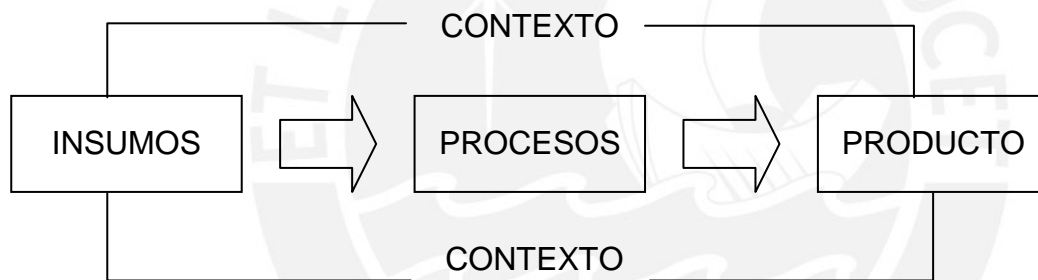 CONTEXTO
INSUMOS
PROCESOS
PRODUCTO
CONTEXTO